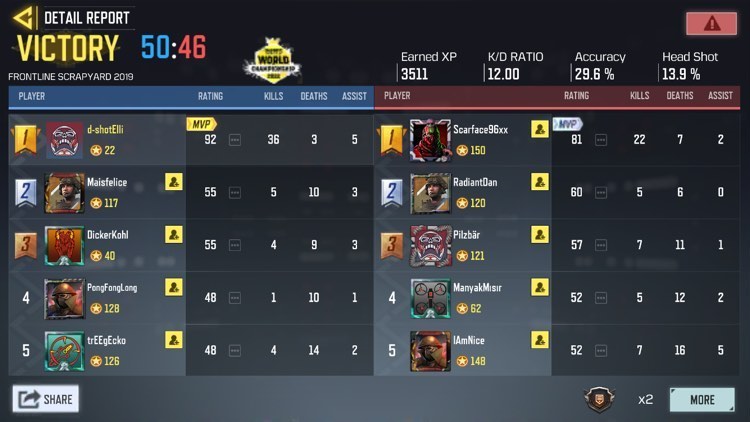 DETAIL REPORT
VICTORY 50:46
WORLD CHAMPIONSHIP
FRONTLINE SCRAPYARD 2019
Earned XP K/D RATIO Accuracy Head Shot
3511 12.00 29.6 % 13.9 %
PLAYER RATING KILLS DEATHS ASSIST PLAYER RATING KILLS DEATHS ASSIST
1 d-shotElli 22 MVP 92 36 3 5
2 Maisfelice 117 55 5 10 3
3 DickerKohl 40 55 4 9 3
4 PongFongLong 128 48 1 10 1
5 trEEgEcko 126 48 4 14 2
1 Scarface96xx 150 MVP 81 22 7 2
2 RadiantDan 120 60 5 6 0
3 Pilzbär 121 57 7 11 1
4 ManyakMısır 62 52 5 12 2
5 IAmNice 148 52 7 16 5
SHARE
x2
MORE